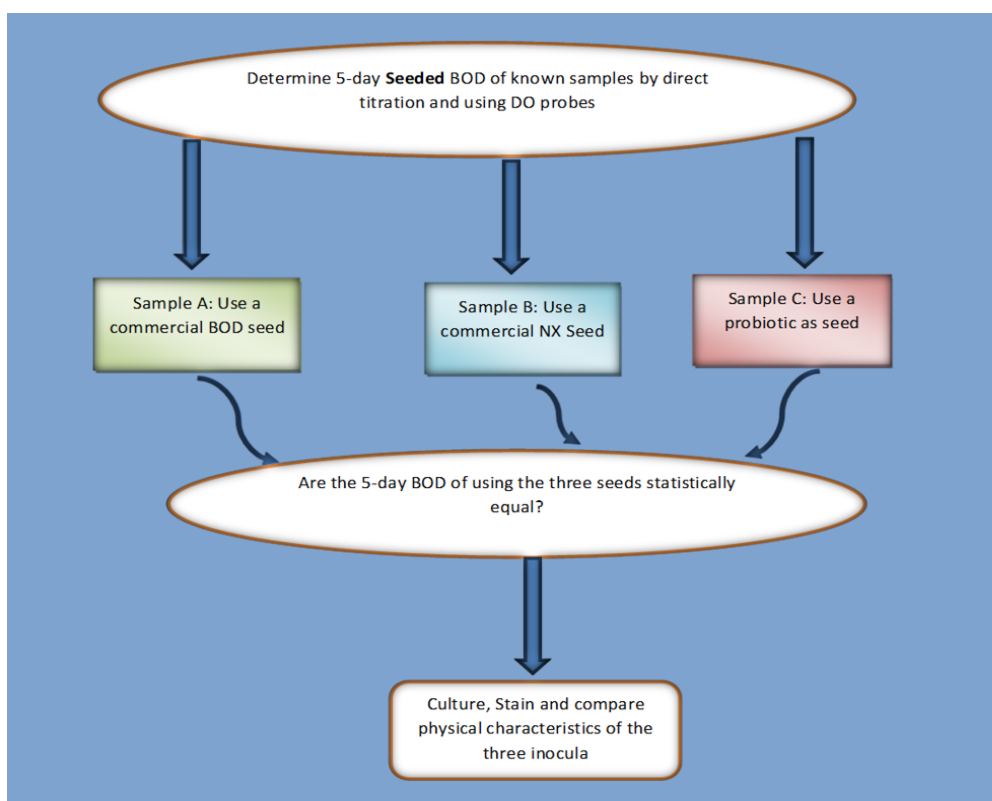 Determine 5-day Seeded BOD of known samples by direct
titration and using DO probes
Sample A: Use a
commercial BOD seed
Sample B: Use a
commercial NX Seed
Sample C: Use a
probiotic as seed
Are the 5-day BOD of using the three seeds statistically
equal?
Culture, Stain and compare
physical characteristics of the
three inocula